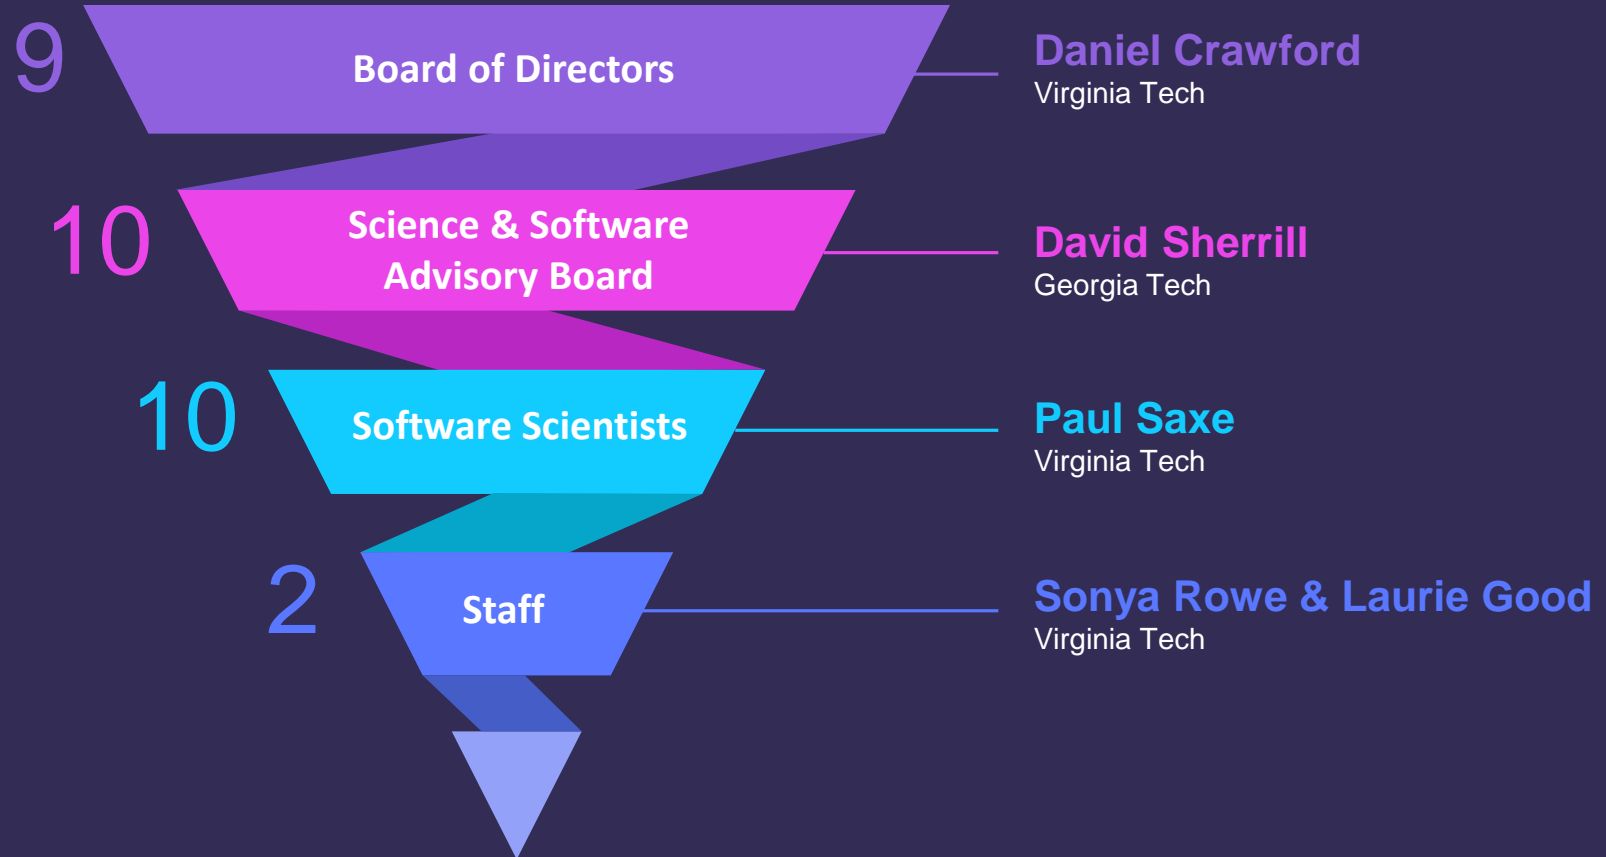 9
Board of Directors
Daniel Crawford
Virginia Tech
10
Science & Software
Advisory Board
David Sherrill
Georgia Tech
10
Software Scientists
Paul Saxe
Virginia Tech
2
Staff
Sonya Rowe & Laurie Good
Virginia Tech